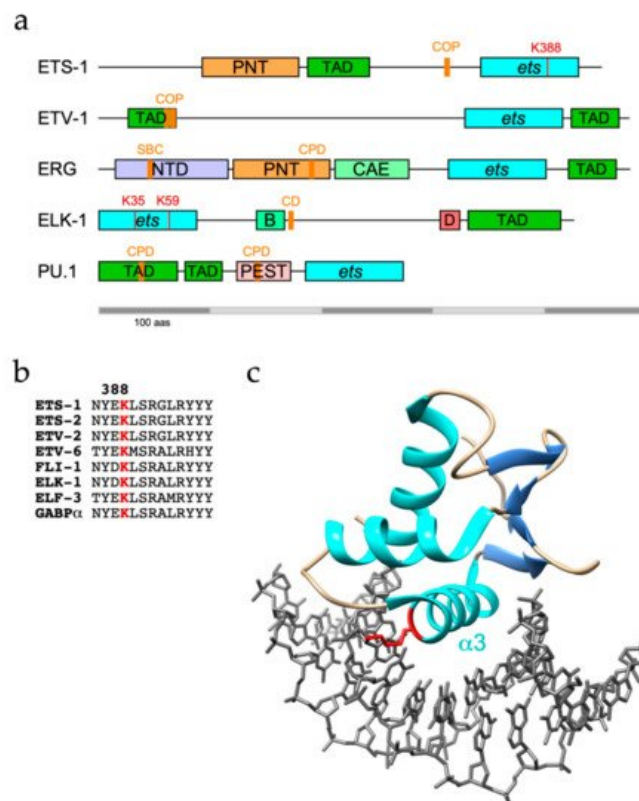 a
COP
K388
ETS-1 PNT TAD ets
COP
ETV-1 TAD ets TAD
SBC CPD
ERG NTD PNT CAE ets TAD
K35 K59 CD
ELK-1 ets B D TAD
CPD CPD
PU.1 TAD TAD PEST ets
100 aas
b
388
ETS-1 NYEKLSRGLRYYY
ETS-2 NYEKLSRGLRYYY
ETV-2 NYEKLSRGLRYYY
ETV-6 TYEKMSRALRHYY
FLI-1 NYDKLSRALRYYY
ELK-1 NYDKLSRALRYYY
ELF-3 TYEKLSRAMRYYY
GABPα NYEKLSRALRYYY
c
α3